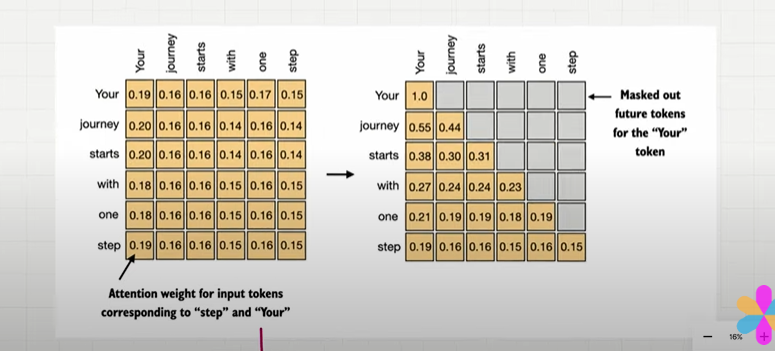 Your journey starts with one step
Your journey starts with one step
Your 0.19 0.16 0.16 0.15 0.17 0.15
journey 0.20 0.16 0.16 0.14 0.16 0.14
starts 0.20 0.16 0.16 0.14 0.16 0.14
with 0.18 0.16 0.16 0.15 0.16 0.15
one 0.18 0.16 0.16 0.15 0.16 0.15
step 0.19 0.16 0.16 0.15 0.16 0.15
Attention weight for input tokens
corresponding to “step” and “Your”
Your 1.0
journey 0.55 0.44
starts 0.38 0.30 0.31
with 0.27 0.24 0.24 0.23
one 0.21 0.19 0.19 0.18 0.19
step 0.19 0.16 0.16 0.15 0.16 0.15
Masked out
future tokens
for the “Your”
token
− 16% +